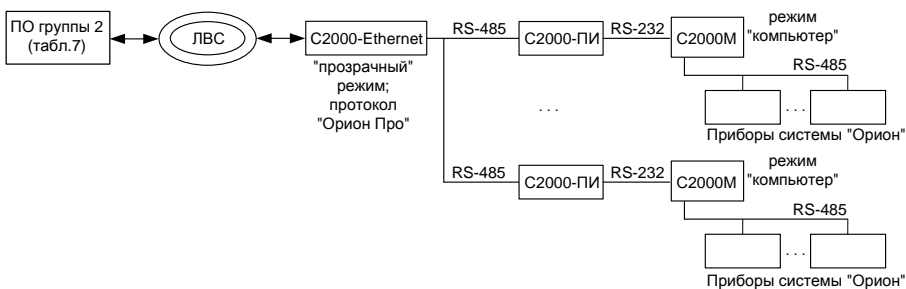 ПО группы 2
(табл.7)
ЛВС
С2000-Ethernet
"прозрачный"
режим;
протокол
"Орион Про"
RS-485
С2000-ПИ
RS-232
С2000М
режим
"компьютер"
RS-485
. . .
Приборы системы "Орион"
. . .
RS-485
С2000-ПИ
RS-232
С2000М
режим
"компьютер"
RS-485
. . .
Приборы системы "Орион"